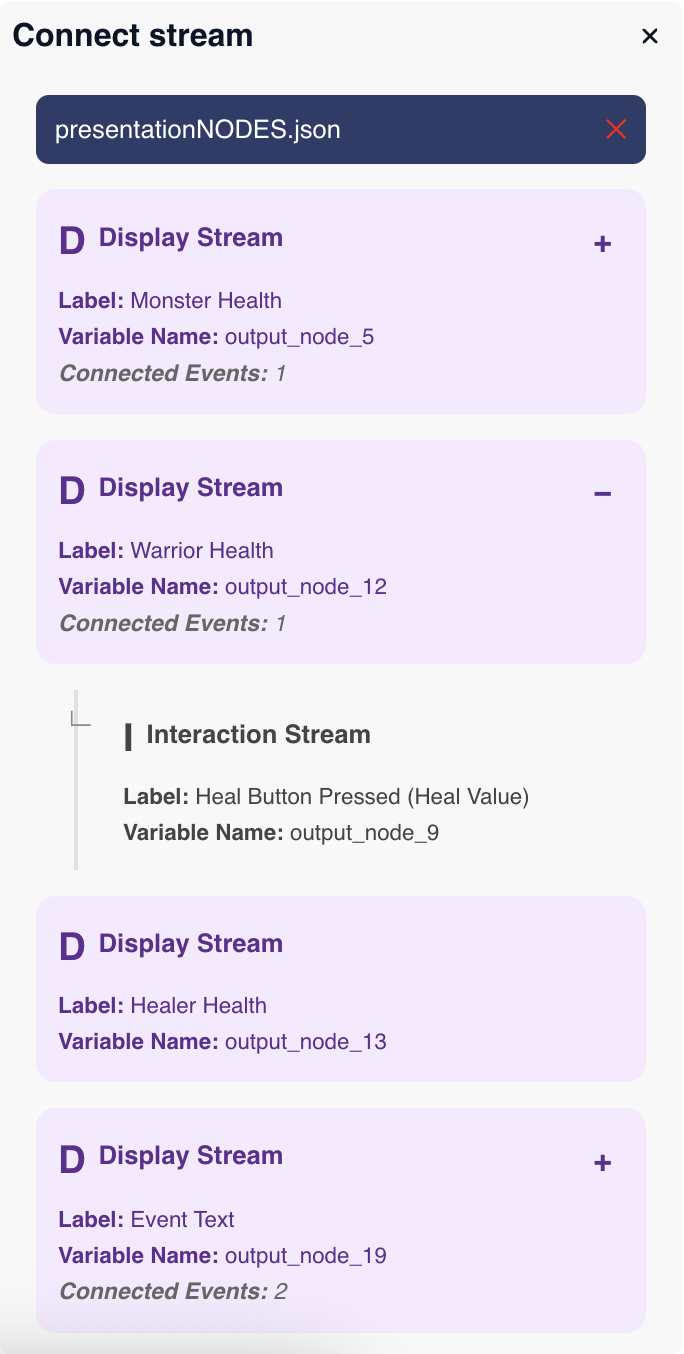 Connect stream ×
presentationNODES.json ×
D Display Stream +
Label: Monster Health
Variable Name: output_node_5
Connected Events: 1
D Display Stream −
Label: Warrior Health
Variable Name: output_node_12
Connected Events: 1
I Interaction Stream
Label: Heal Button Pressed (Heal Value)
Variable Name: output_node_9
D Display Stream
Label: Healer Health
Variable Name: output_node_13
D Display Stream +
Label: Event Text
Variable Name: output_node_19
Connected Events: 2